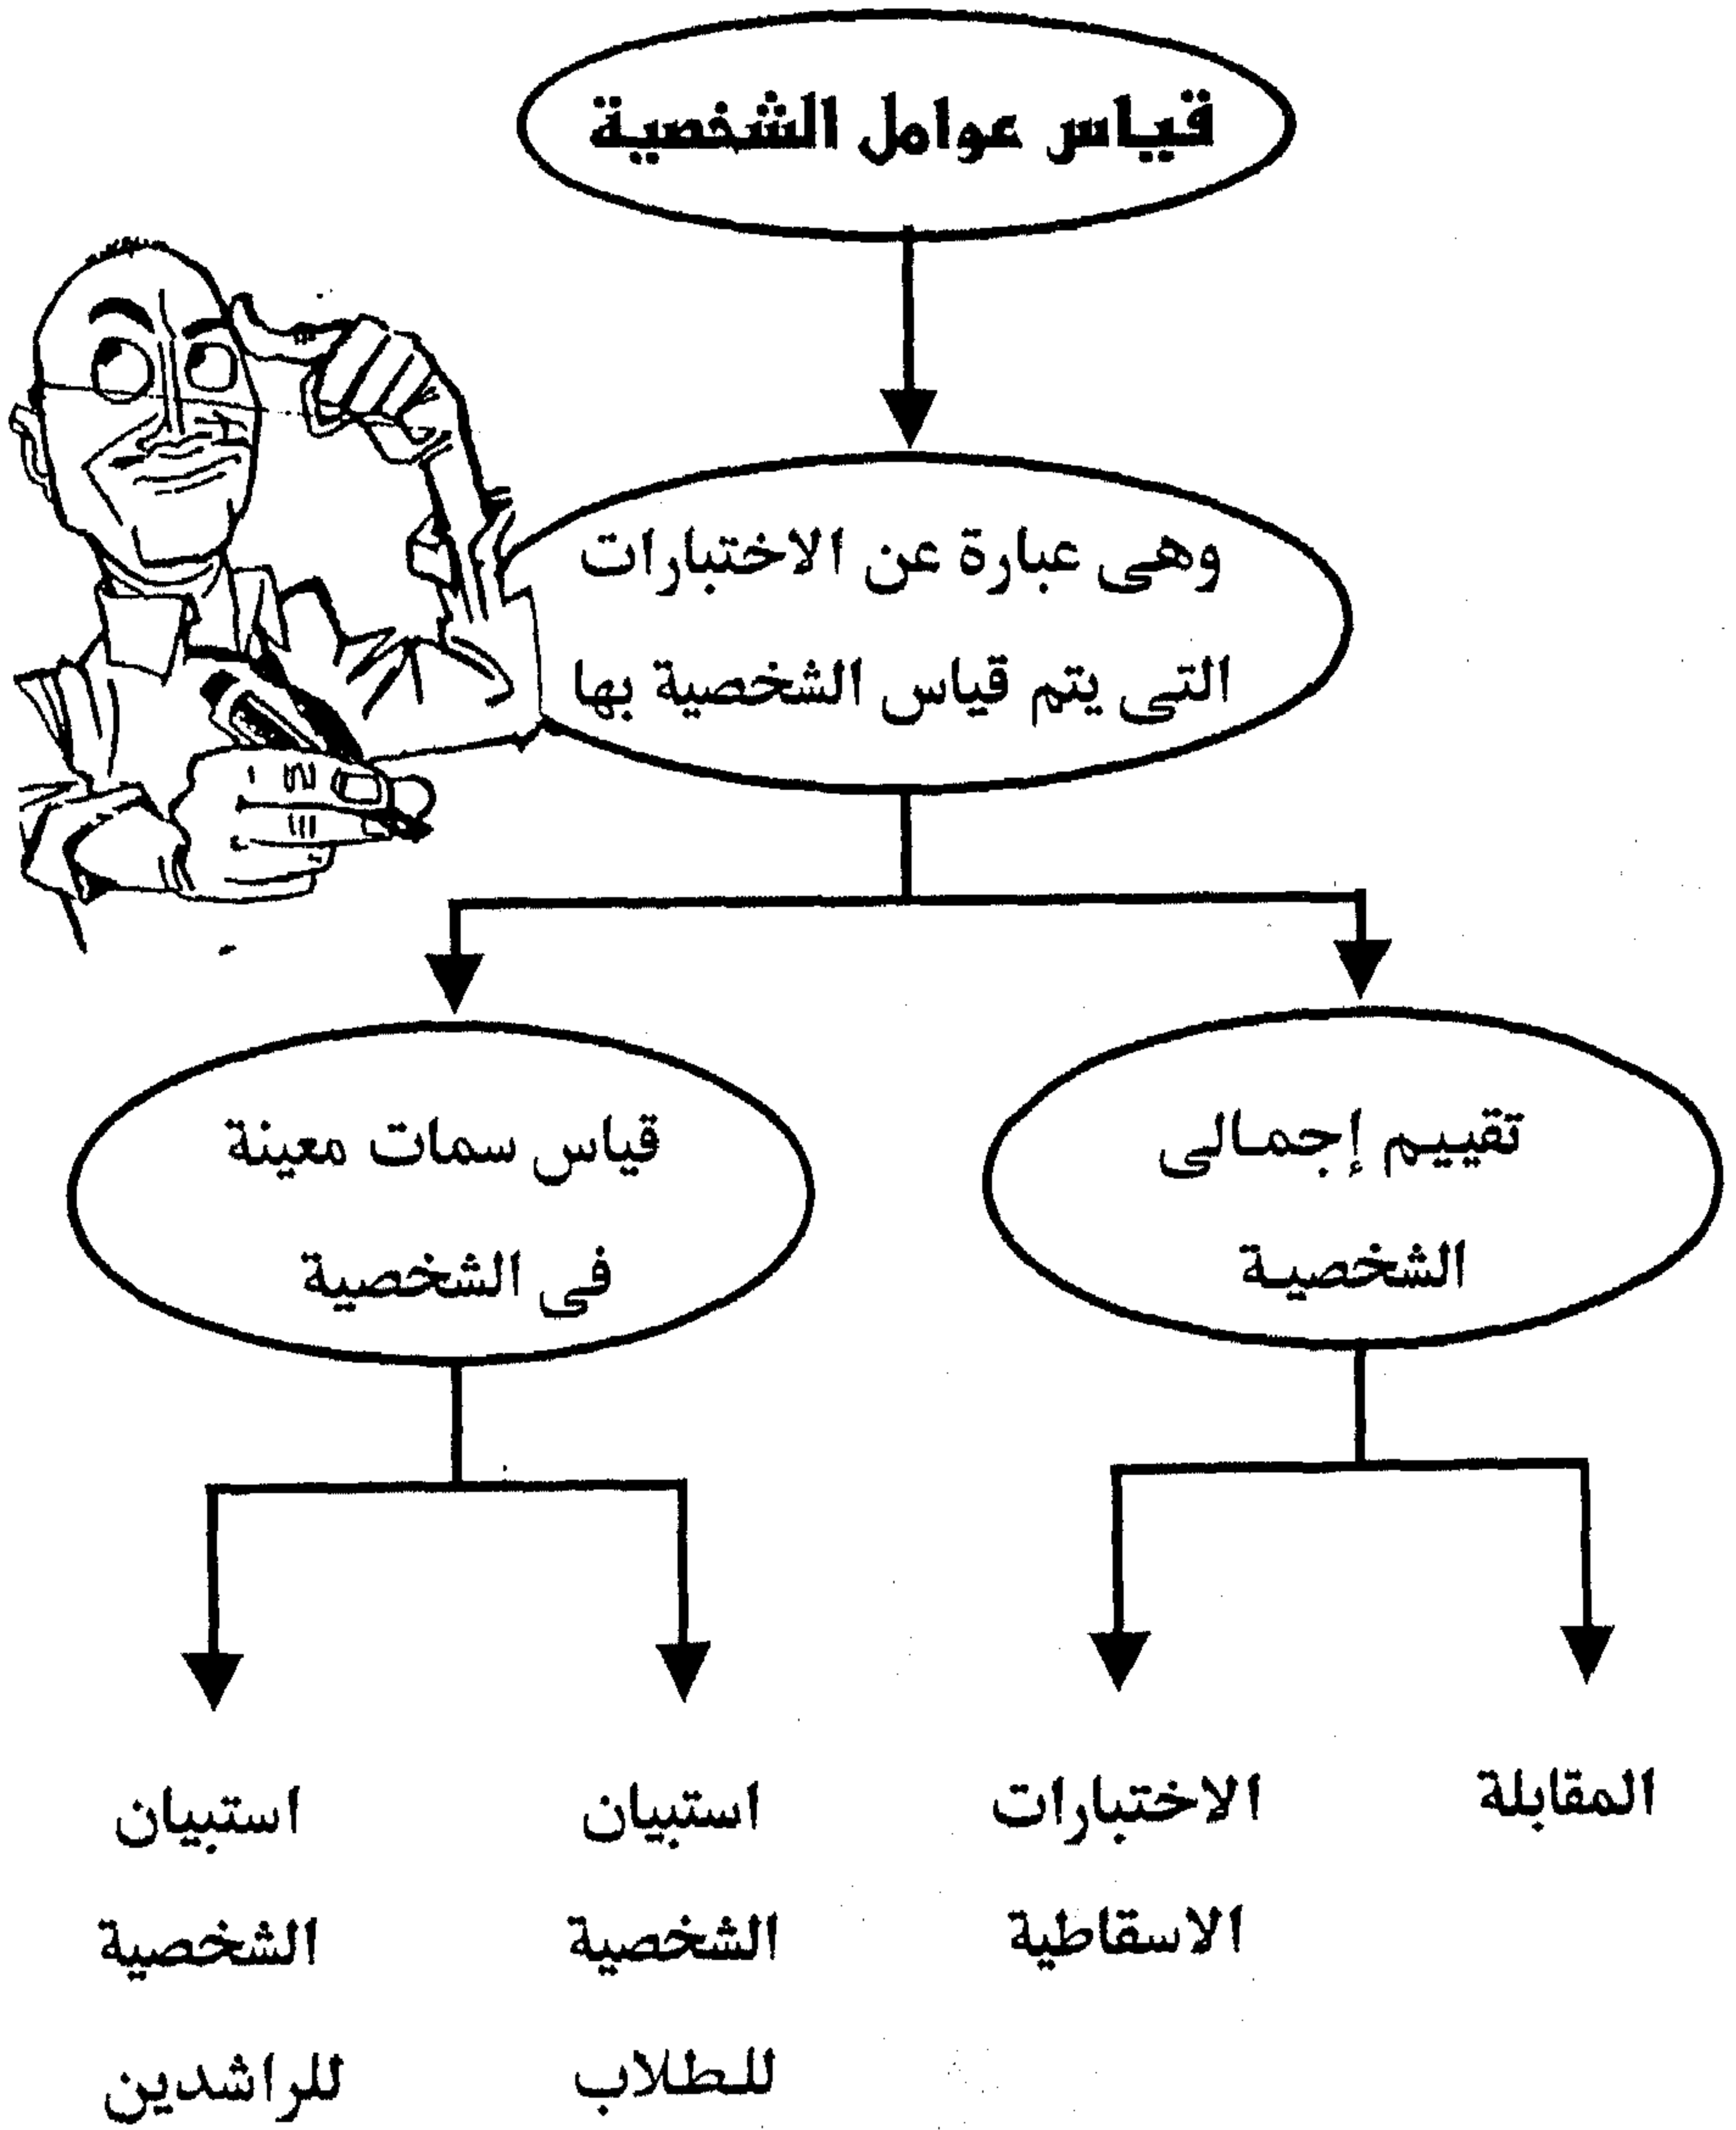 قياس عوامل الشخصية
وهى عبارة عن الاختبارات
التى يتم قياس الشخصية بها
تقييم إجمالى
الشخصية
قياس سمات معينة
فى الشخصية
المقابلة
الاختبارات
الاسقاطية
استبيان
الشخصية
للطلاب
استبيان
الشخصية
للراشدين